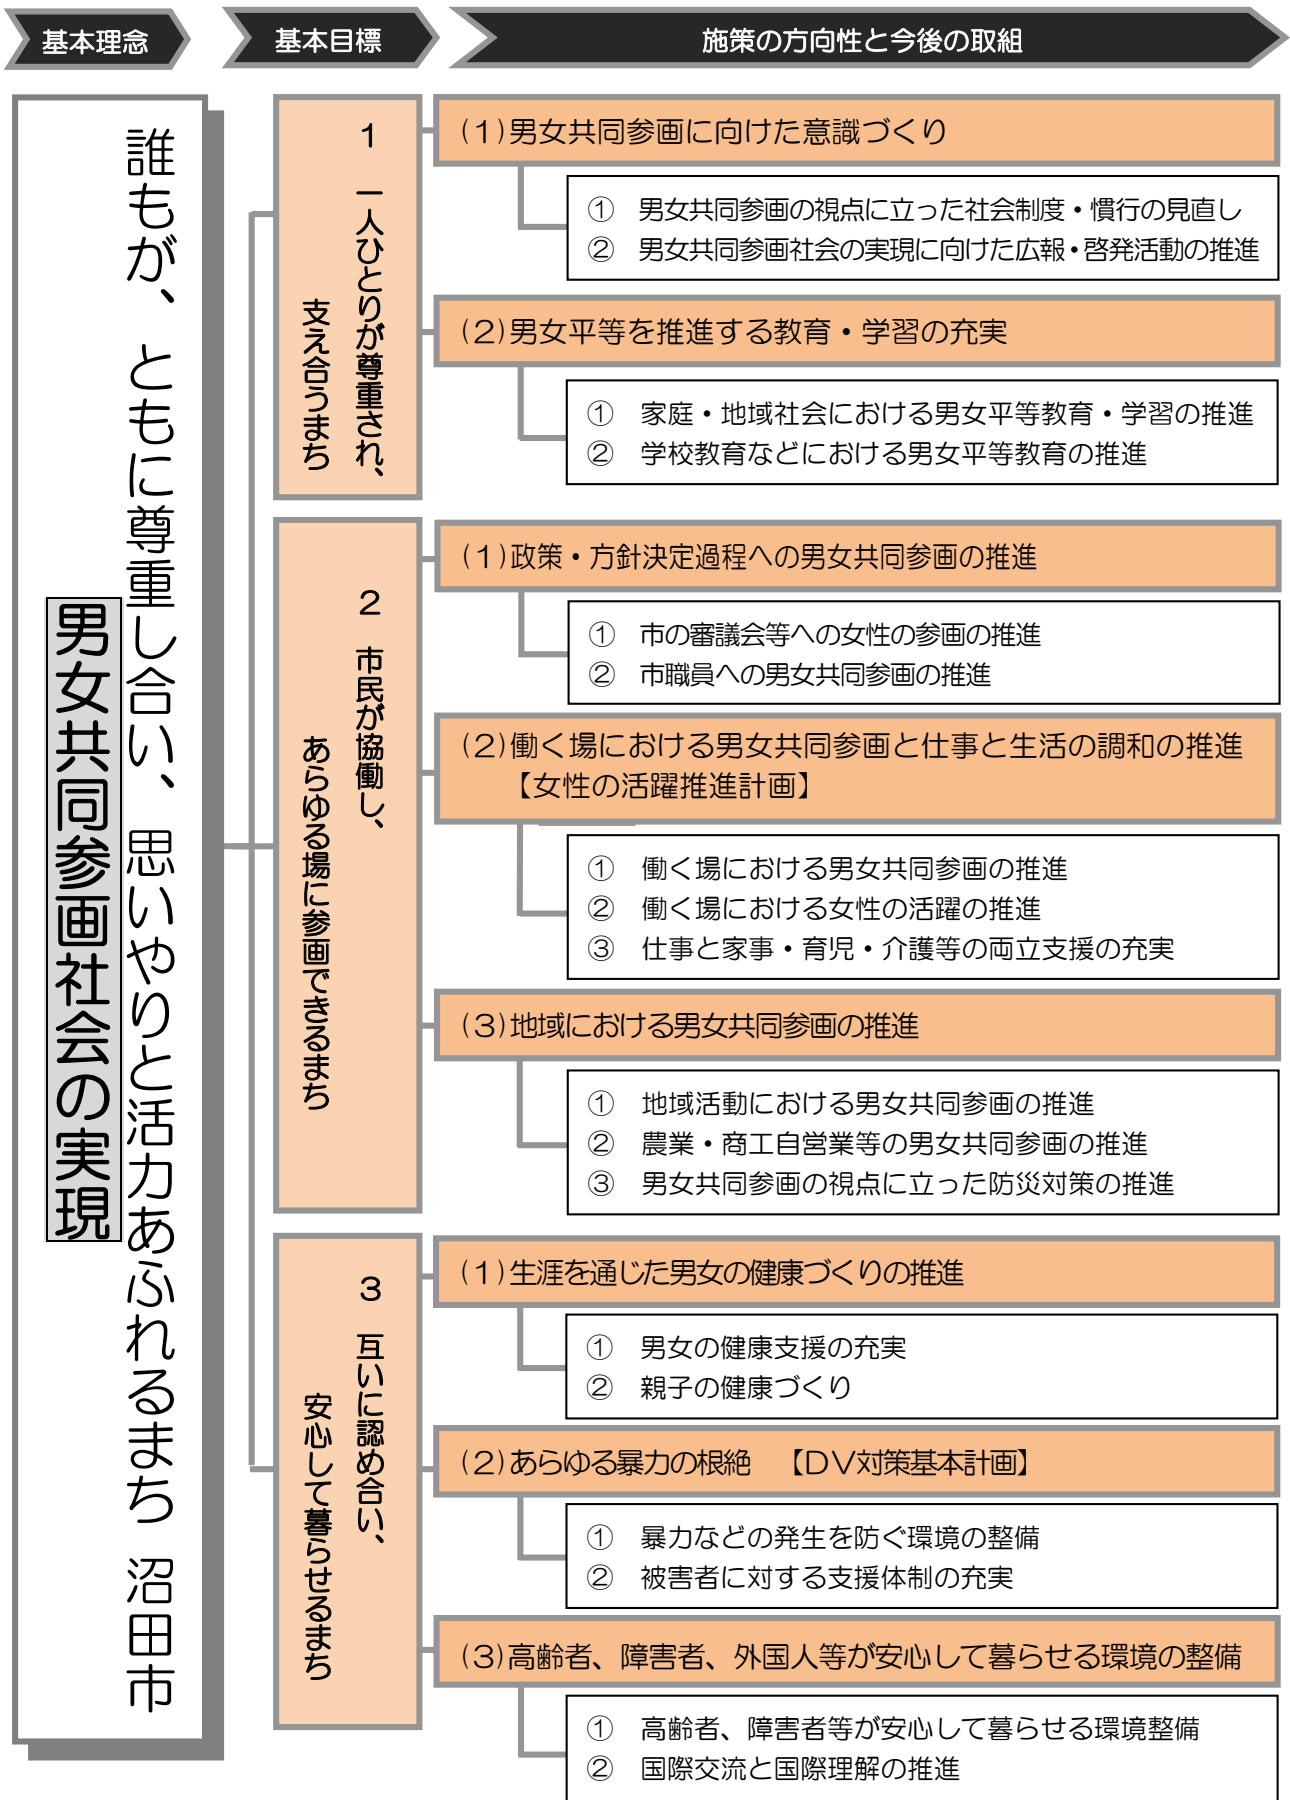 基本理念
基本目標
施策の方向性と今後の取組
誰もが、ともに尊重し合い、思いやりと活力あふれるまち 沼田市
男女共同参画社会の実現
1 一人ひとりが尊重され、
支え合うまち
(1)男女共同参画に向けた意識づくり
① 男女共同参画の視点に立った社会制度・慣行の見直し
② 男女共同参画社会の実現に向けた広報・啓発活動の推進
(2)男女平等を推進する教育・学習の充実
① 家庭・地域社会における男女平等教育・学習の推進
② 学校教育などにおける男女平等教育の推進
2 市民が協働し、
あらゆる場に参画できるまち
(1)政策・方針決定過程への男女共同参画の推進
① 市の審議会等への女性の参画の推進
② 市職員への男女共同参画の推進
(2)働く場における男女共同参画と仕事と生活の調和の推進
【女性の活躍推進計画】
① 働く場における男女共同参画の推進
② 働く場における女性の活躍の推進
③ 仕事と家事・育児・介護等の両立支援の充実
(3)地域における男女共同参画の推進
① 地域活動における男女共同参画の推進
② 農業・商工自営業等の男女共同参画の推進
③ 男女共同参画の視点に立った防災対策の推進
3 互いに認め合い、
安心して暮らせるまち
(1)生涯を通じた男女の健康づくりの推進
① 男女の健康支援の充実
② 親子の健康づくり
(2)あらゆる暴力の根絶 【DV対策基本計画】
① 暴力などの発生を防ぐ環境の整備
② 被害者に対する支援体制の充実
(3)高齢者、障害者、外国人等が安心して暮らせる環境の整備
① 高齢者、障害者等が安心して暮らせる環境整備
② 国際交流と国際理解の推進